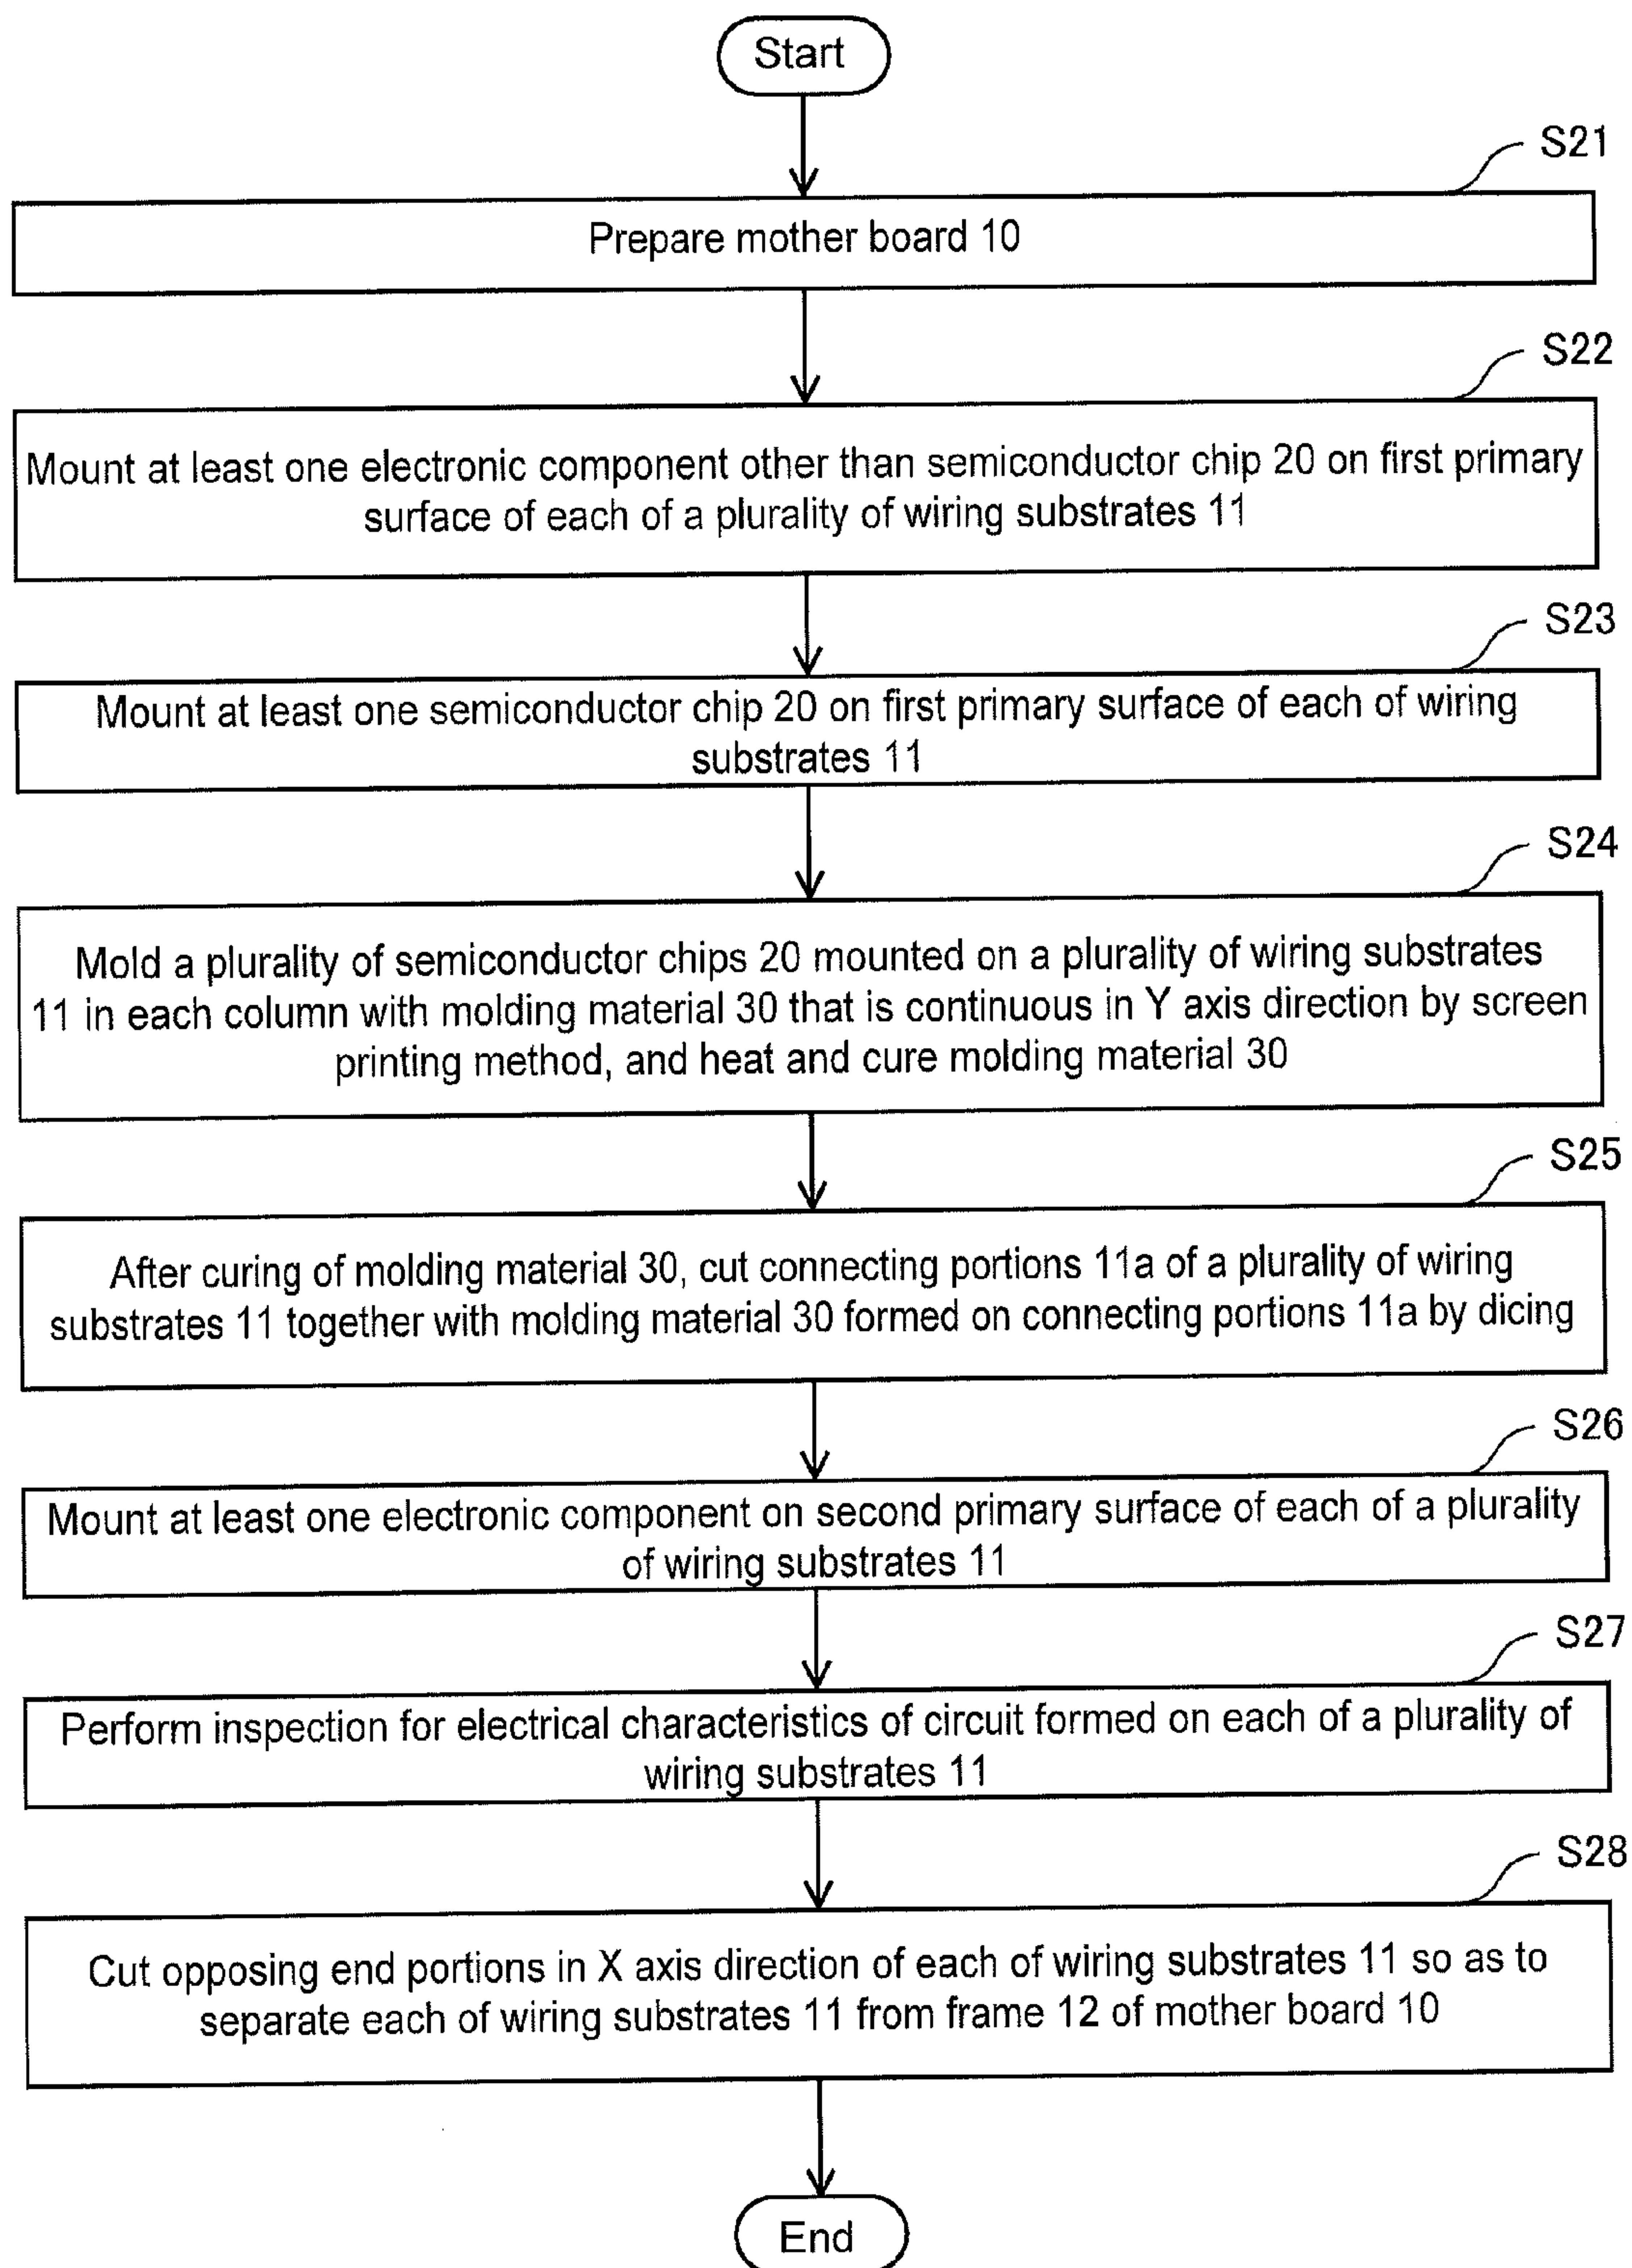 Start
S21
Prepare mother board 10
S22
Mount at least one electronic component other than semiconductor chip 20 on first primary
surface of each of a plurality of wiring substrates 11
S23
Mount at least one semiconductor chip 20 on first primary surface of each of wiring
substrates 11
S24
Mold a plurality of semiconductor chips 20 mounted on a plurality of wiring substrates
11 in each column with molding material 30 that is continuous in Y axis direction by screen
printing method, and heat and cure molding material 30
S25
After curing of molding material 30, cut connecting portions 11a of a plurality of wiring
substrates 11 together with molding material 30 formed on connecting portions 11a by dicing
S26
Mount at least one electronic component on second primary surface of each of a plurality
of wiring substrates 11
S27
Perform inspection for electrical characteristics of circuit formed on each of a plurality of
wiring substrates 11
S28
Cut opposing end portions in X axis direction of each of wiring substrates 11 so as to
separate each of wiring substrates 11 from frame 12 of mother board 10
End